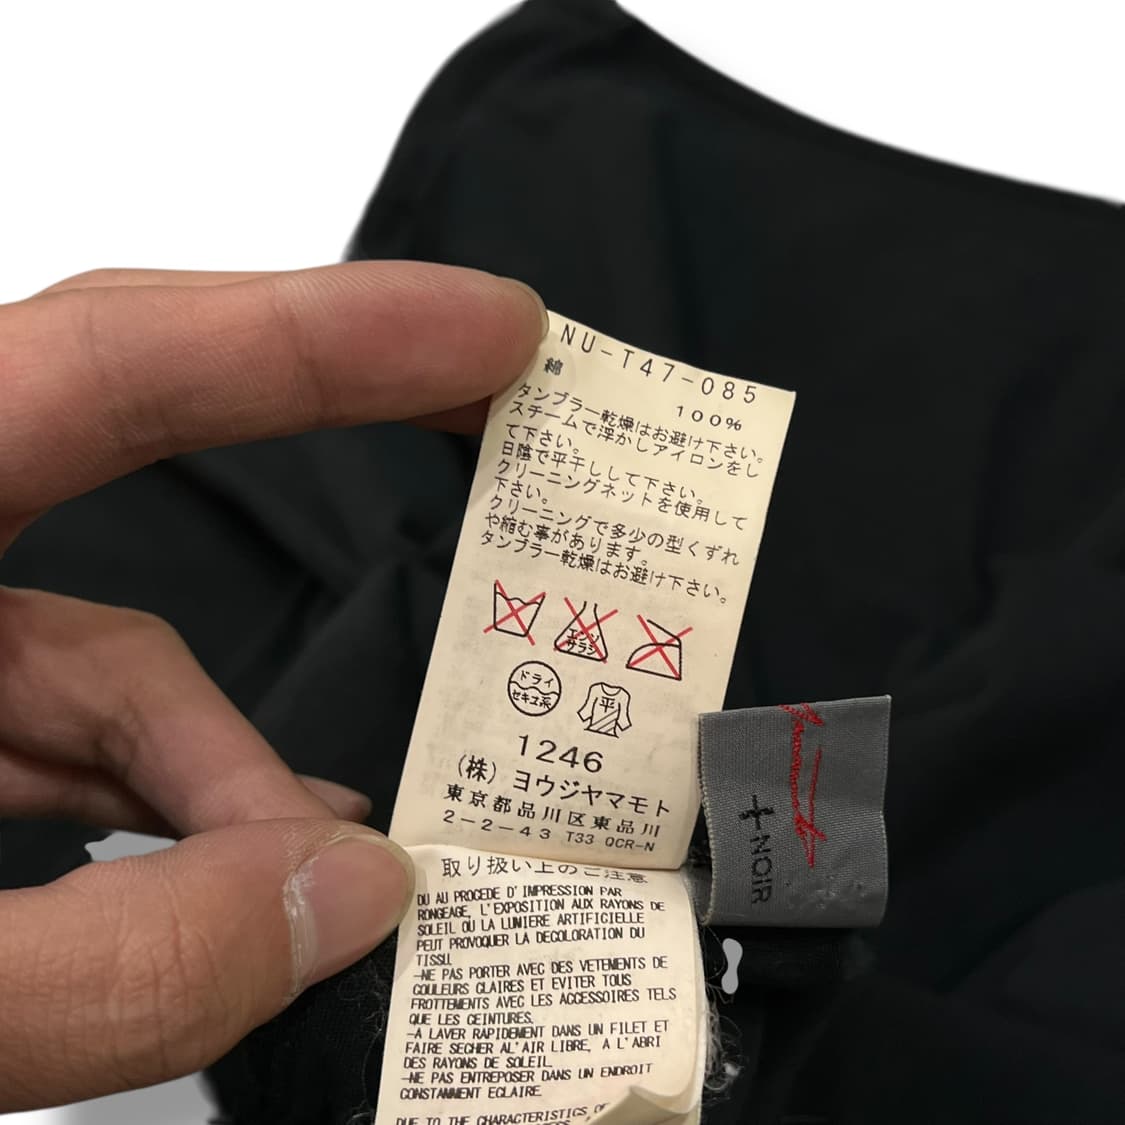 NU-T47-085
綿
100%
タンブラー乾燥はお避け下さい。
スチームで浮かしアイロンをし
て下さい。
日陰で平干しして下さい。
クリーニングネットを使用して
下さい。
クリーニングで多少の型くずれ
や縮む事があります。
タンブラー乾燥はお避け下さい。
エンソ
サラシ
ドライ
セキユ系
平
1246
(株) ヨウジヤマモト
東京都品川区東品川
2-2-43 T33 QCR-N
取り扱い上のご注意
DU AU PROCEDE D'IMPRESSION PAR
RONGEAGE, L'EXPOSITION AUX RAYONS DE
SOLEIL OU LA LUMIERE ARTIFICIELLE
PEUT PROVOQUER LA DECOLORATION DU
TISSU.
-NE PAS PORTER AVEC DES VETEMENTS DE
COULEURS CLAIRES ET EVITER TOUS
FROTTEMENTS AVEC LES ACCESSOIRES TELS
QUE LES CEINTURES.
-A LAVER RAPIDEMENT DANS UN FILET ET
FAIRE SECHER AL'AIR LIBRE, A L'ABRI
DES RAYONS DE SOLEIL.
-NE PAS ENTREPOSER DANS UN ENDROIT
CONSTAMMENT ECLAIRE.
DUE TO THE CHARACTERISTICS
+NOIR